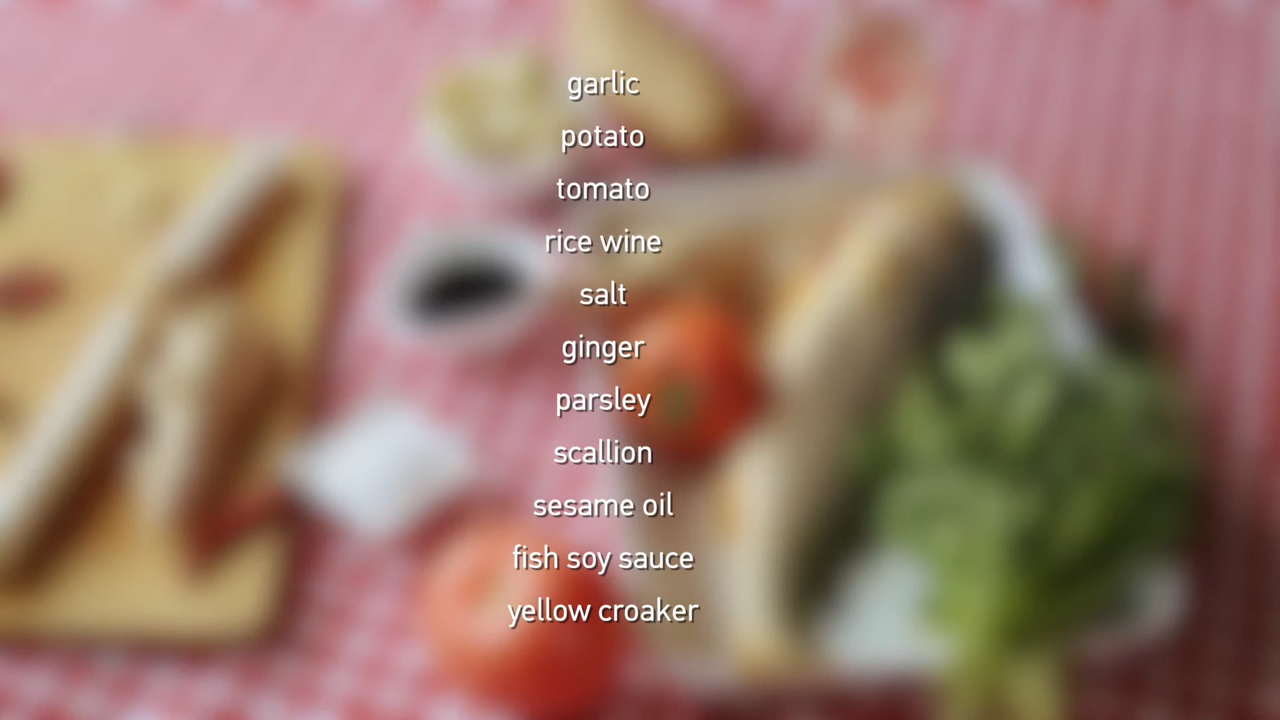 garlic
potato
tomato
rice wine
salt
ginger
parsley
scallion
sesame oil
fish soy sauce
yellow croaker